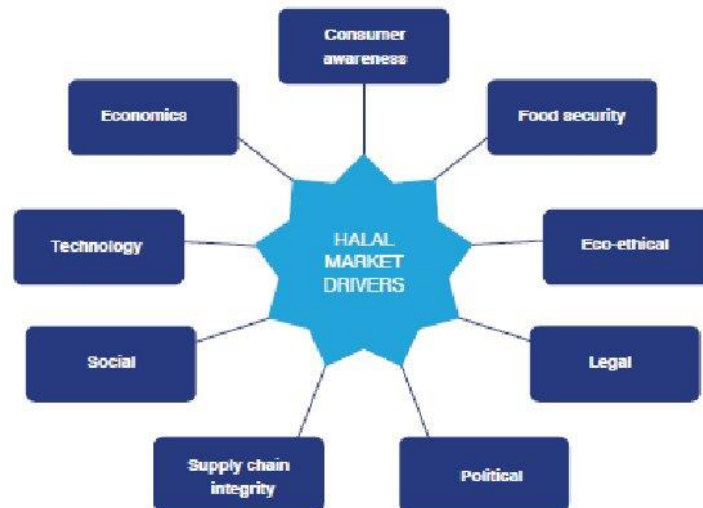 Consumer
awareness
Economics
Food security
Technology
HALAL
MARKET
DRIVERS
Eco-ethical
Social
Legal
Supply chain
integrity
Political